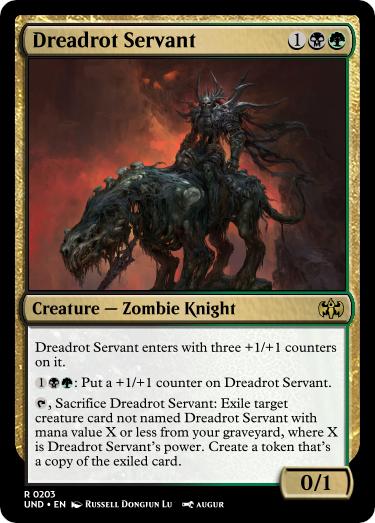 Dreadrot Servant 1
Creature — Zombie Knight
Dreadrot Servant enters with three +1/+1 counters
on it.
1: Put a +1/+1 counter on Dreadrot Servant.
, Sacrifice Dreadrot Servant: Exile target
creature card not named Dreadrot Servant with
mana value X or less from your graveyard, where X
is Dreadrot Servant's power. Create a token that's
a copy of the exiled card.
0/1
R 0203
UND • EN Russell Dongjun Lu AUGUR